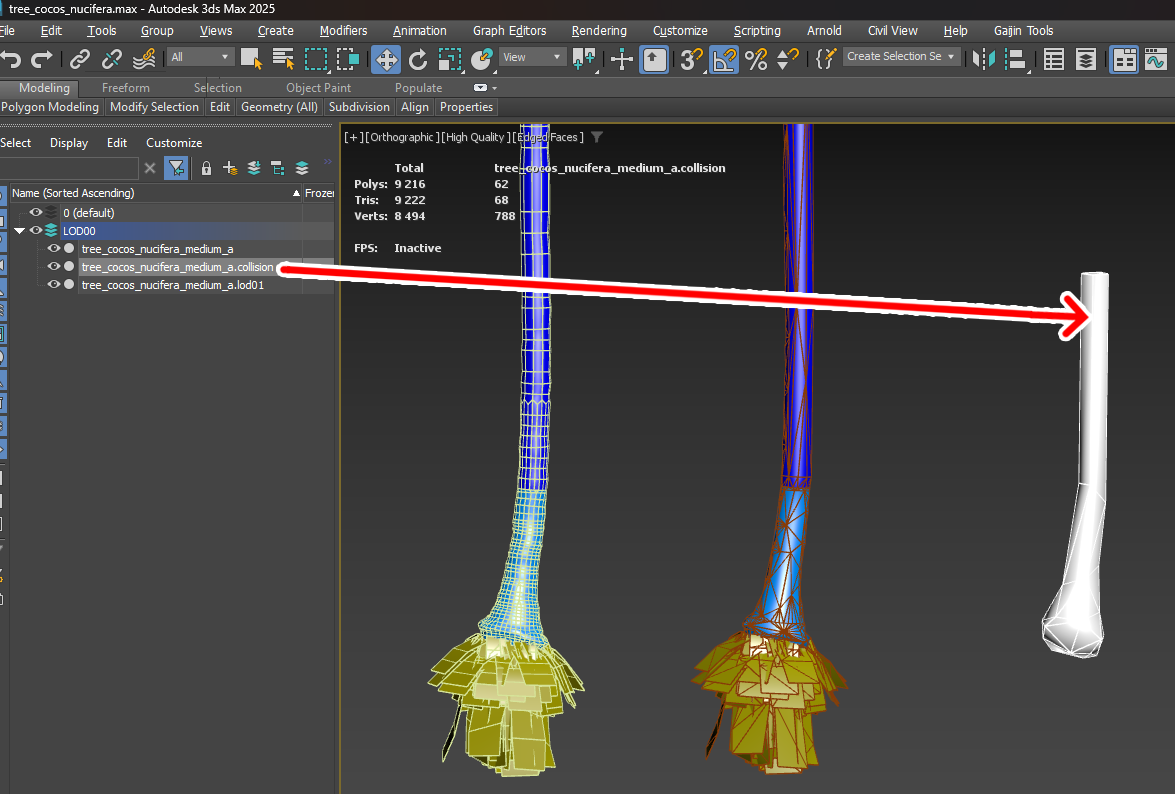 tree_cocos_nucifera.max - Autodesk 3ds Max 2025
File Edit Tools Group Views Create Modifiers Animation Graph Editors Rendering Customize Scripting Arnold Civil View Help Gaijin Tools
All View Create Selection Se
Modeling Freeform Selection Object Paint Populate
Polygon Modeling Modify Selection Edit Geometry (All) Subdivision Align Properties
Select Display Edit Customize
Name (Sorted Ascending) Frozen
0 (default)
LOD00
tree_cocos_nucifera_medium_a
tree_cocos_nucifera_medium_a.collision
tree_cocos_nucifera_medium_a.lod01
[+][Orthographic][High Quality][Edged Faces]
Total tree_cocos_nucifera_medium_a.collision
Polys: 9 216 62
Tris: 9 222 68
Verts: 8 494 788
FPS: Inactive